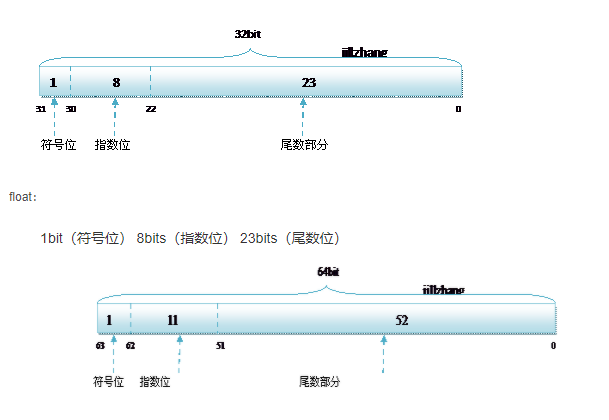 32bit
jillzhang
1 8 23
31 30 22 0
符号位 指数位 尾数部分
float：
1bit（符号位） 8bits（指数位） 23bits（尾数位）
64bit
jillzhang
1 11 52
63 62 51 0
符号位 指数位 尾数部分